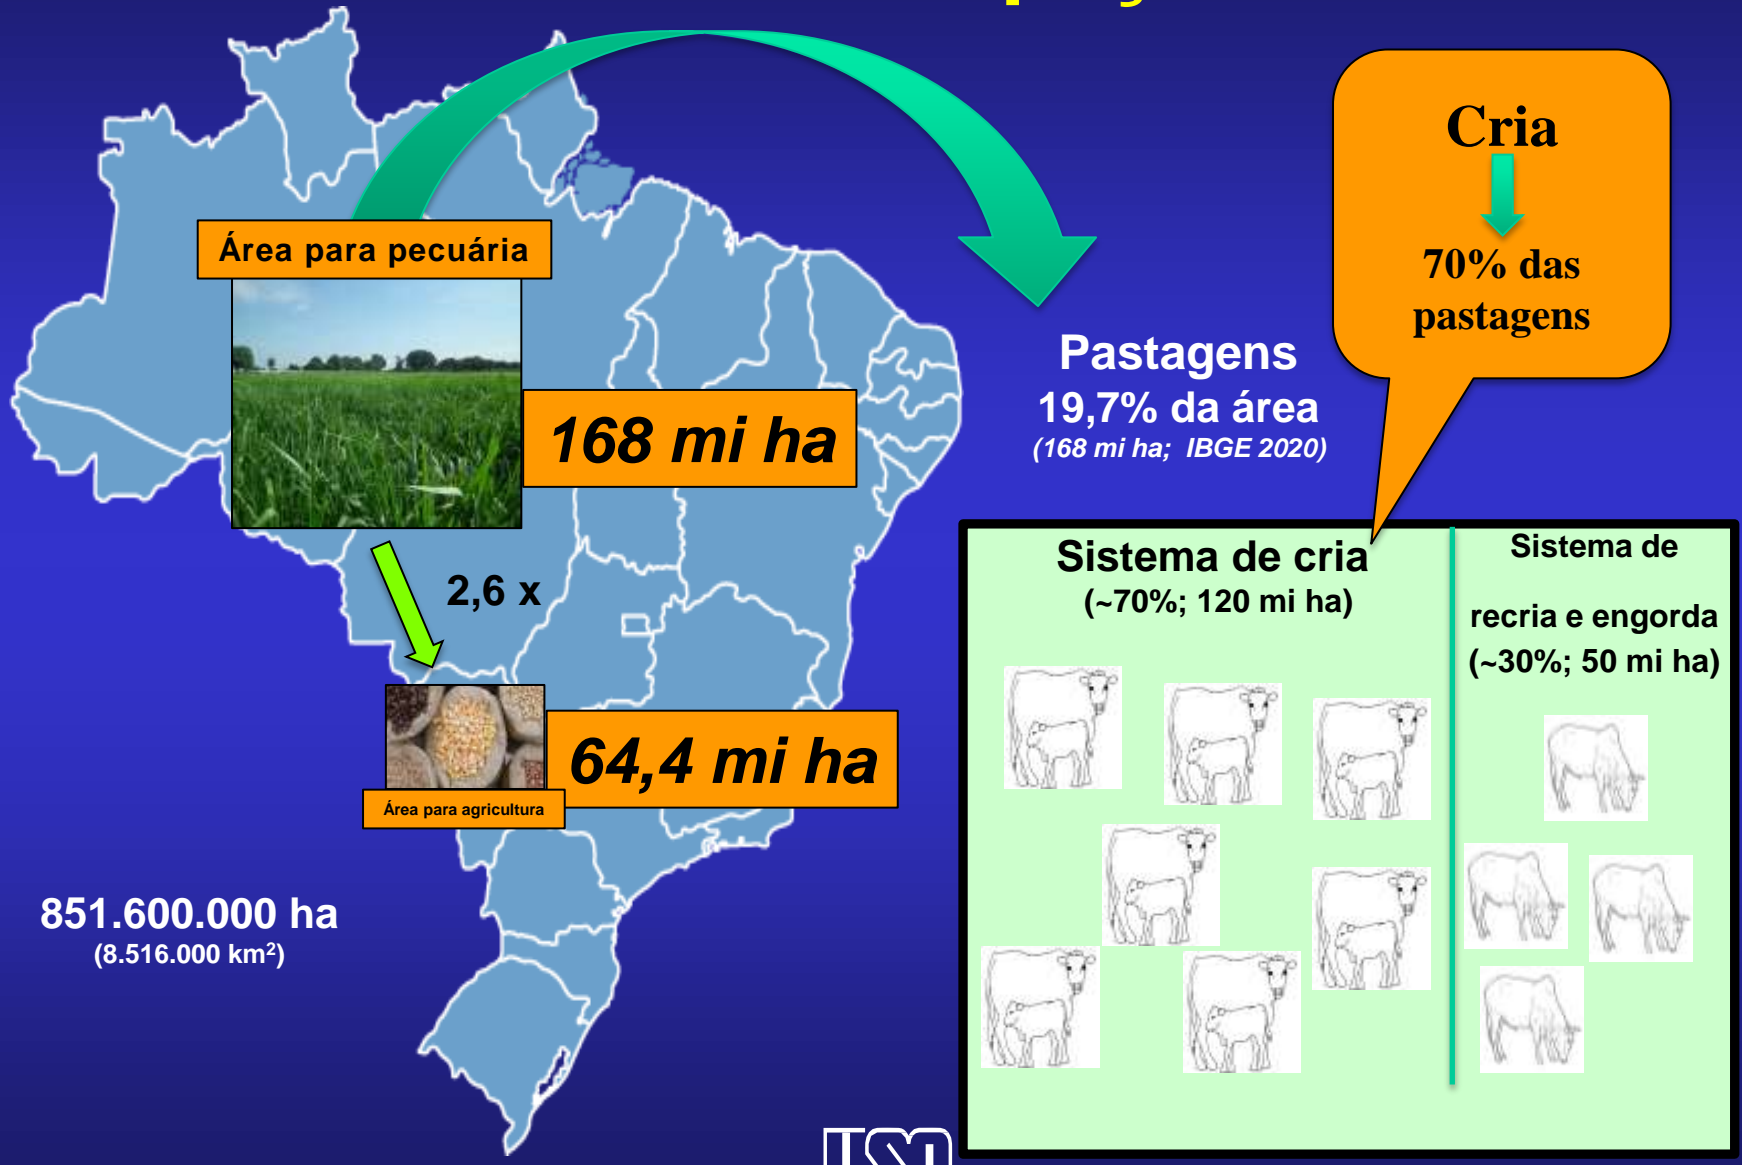 Área para pecuária
168 mi ha
2,6 x
64,4 mi ha
Área para agricultura
851.600.000 ha
(8.516.000 km²)
Pastagens
19,7% da área
(168 mi ha; IBGE 2020)
Cria
70% das
pastagens
Sistema de cria
(~70%; 120 mi ha)
Sistema de
recria e engorda
(~30%; 50 mi ha)